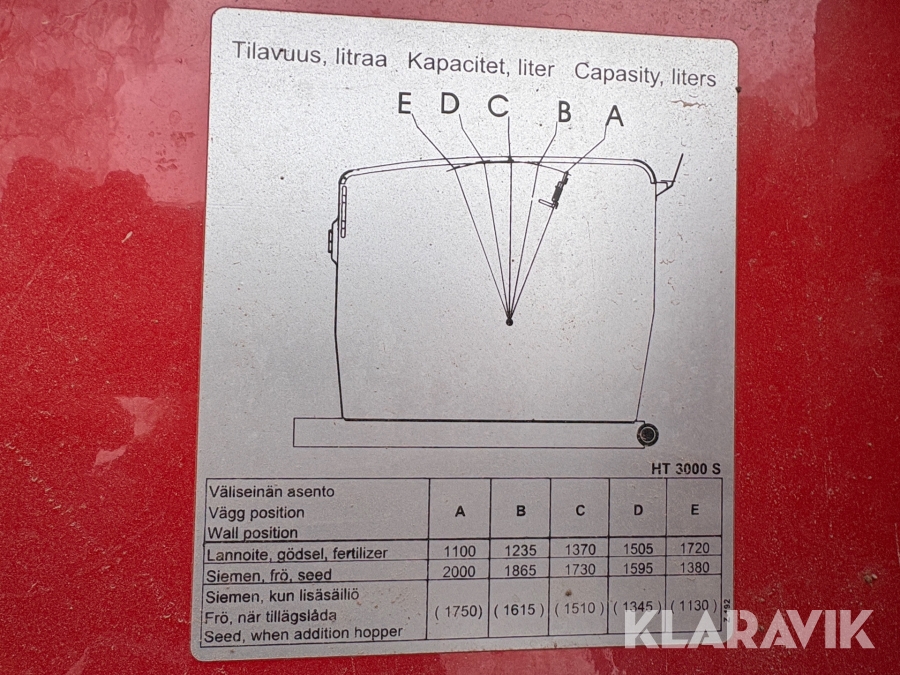 Tilavuus, litraa Kapacitet, liter Capasity, liters
E D C B A
HT 3000 S
Väliseinän asento
Vägg position
Wall position
A B C D E
Lannoite, gödsel, fertilizer 1100 1235 1370 1505 1720
Siemen, frö, seed 2000 1865 1730 1595 1380
Siemen, kun lisäsäiliö
Frö, när tillägslåda
Seed, when addition hopper
( 1750) ( 1615 ) ( 1510 ) ( 1345 ) ( 1130 )
KLARAVIK